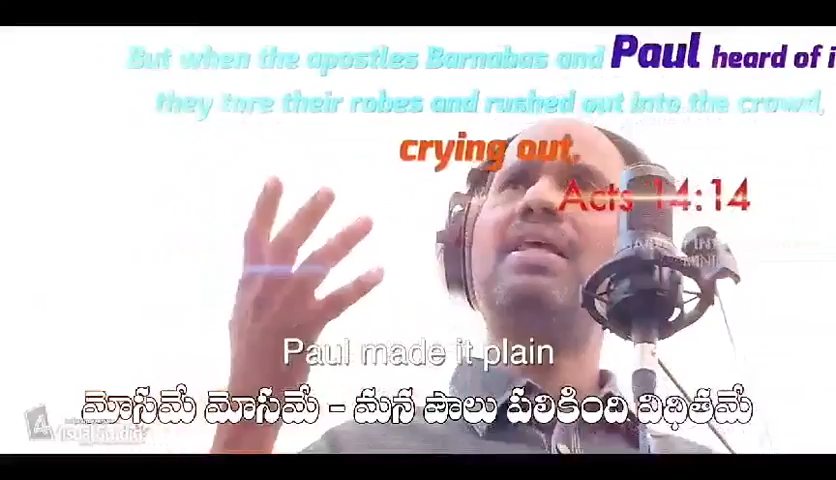 But when the apostles Barnabas and Paul heard of i
they tore their robes and rushed out into the crowd,
crying out,
Acts 14:14
Paul made it plain
మోసమే మోసమే - మన పౌలు పలికింది విధితమే